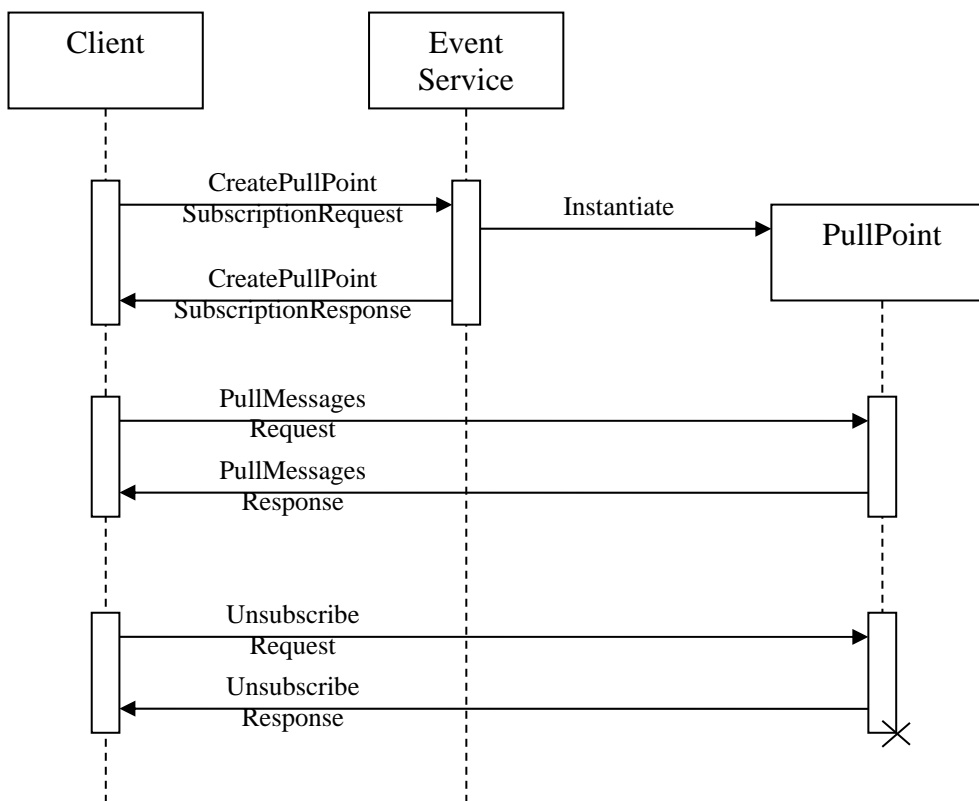 Client
Event
Service
CreatePullPoint
SubscriptionRequest
Instantiate
PullPoint
CreatePullPoint
SubscriptionResponse
PullMessages
Request
PullMessages
Response
Unsubscribe
Request
Unsubscribe
Response